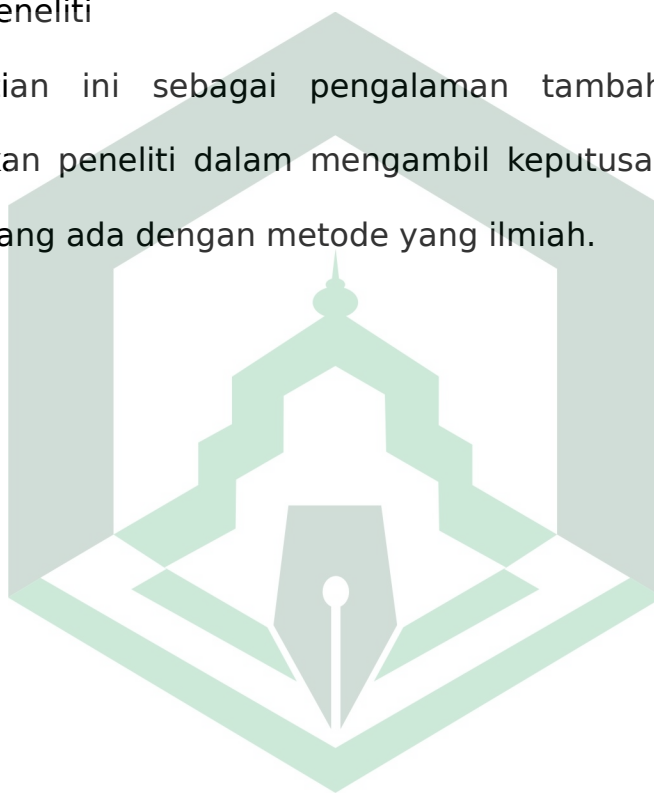 eneliti
ian ini sebagai pengalaman tambah
an peneliti dalam mengambil keputusa
ang ada dengan metode yang ilmiah.